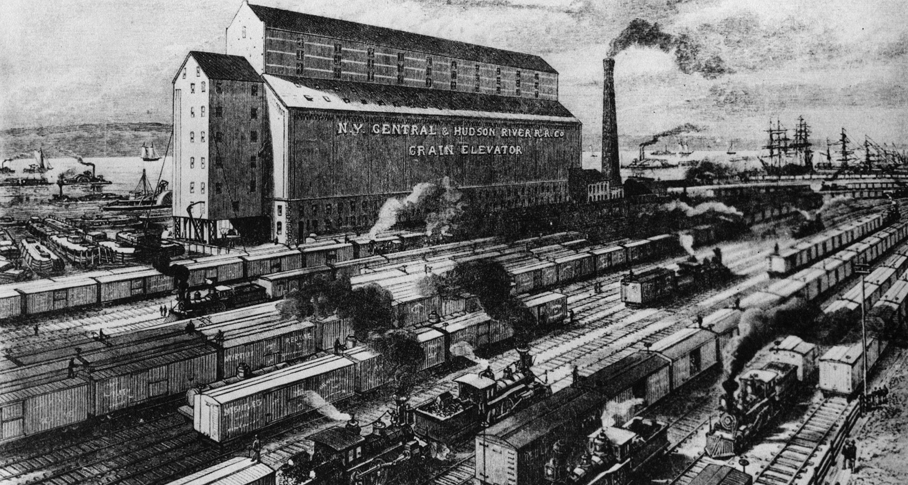 N.Y. CENTRAL & HUDSON RIVER R.R. CO
GRAIN ELEVATOR